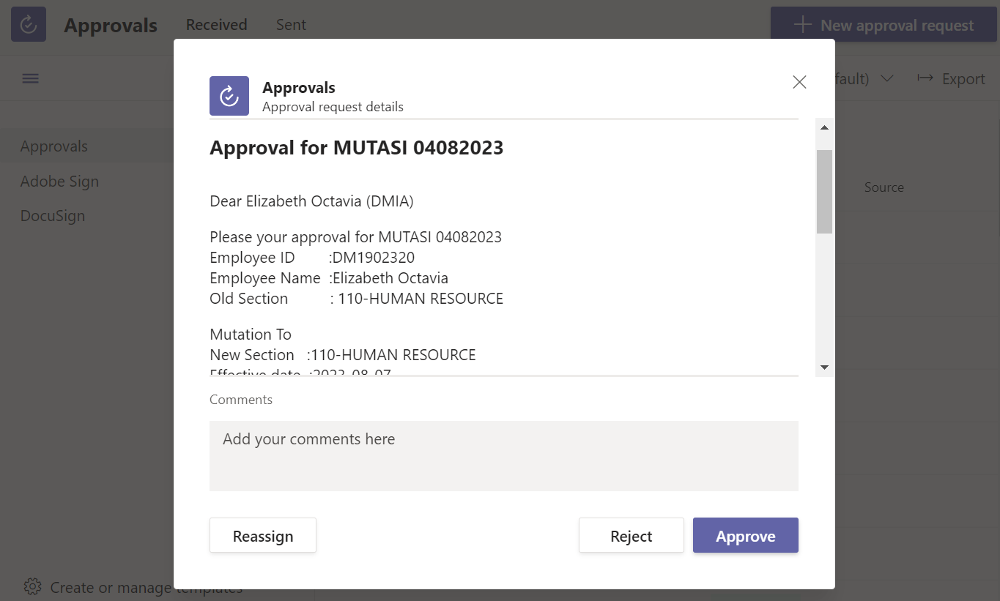 Approvals
Received
Sent
New approval request
fault)
Export
Approvals
Adobe Sign
DocuSign
Source
Approvals
Approval request details
Approval for MUTASI 04082023
Dear Elizabeth Octavia (DMIA)
Please your approval for MUTASI 04082023
Employee ID :DM1902320
Employee Name :Elizabeth Octavia
Old Section : 110-HUMAN RESOURCE
Mutation To
New Section :110-HUMAN RESOURCE
Effective date :2023-08-07
Comments
Add your comments here
Reassign
Reject
Approve
Create or manage templates